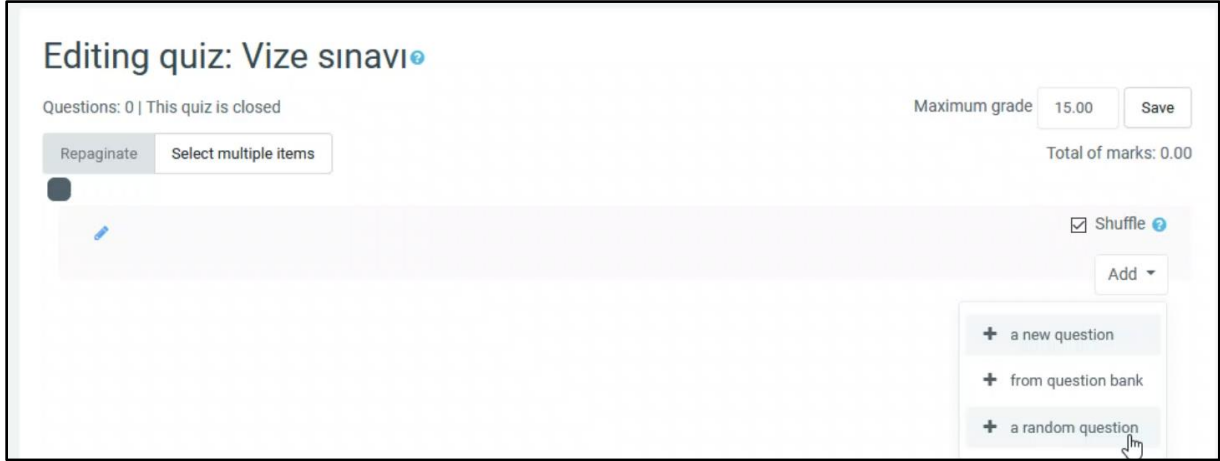 Editing quiz: Vize sınavı
Questions: 0 | This quiz is closed
Maximum grade 15.00 Save
Repaginate Select multiple items
Total of marks: 0.00
Shuffle
Add
a new question
from question bank
a random question